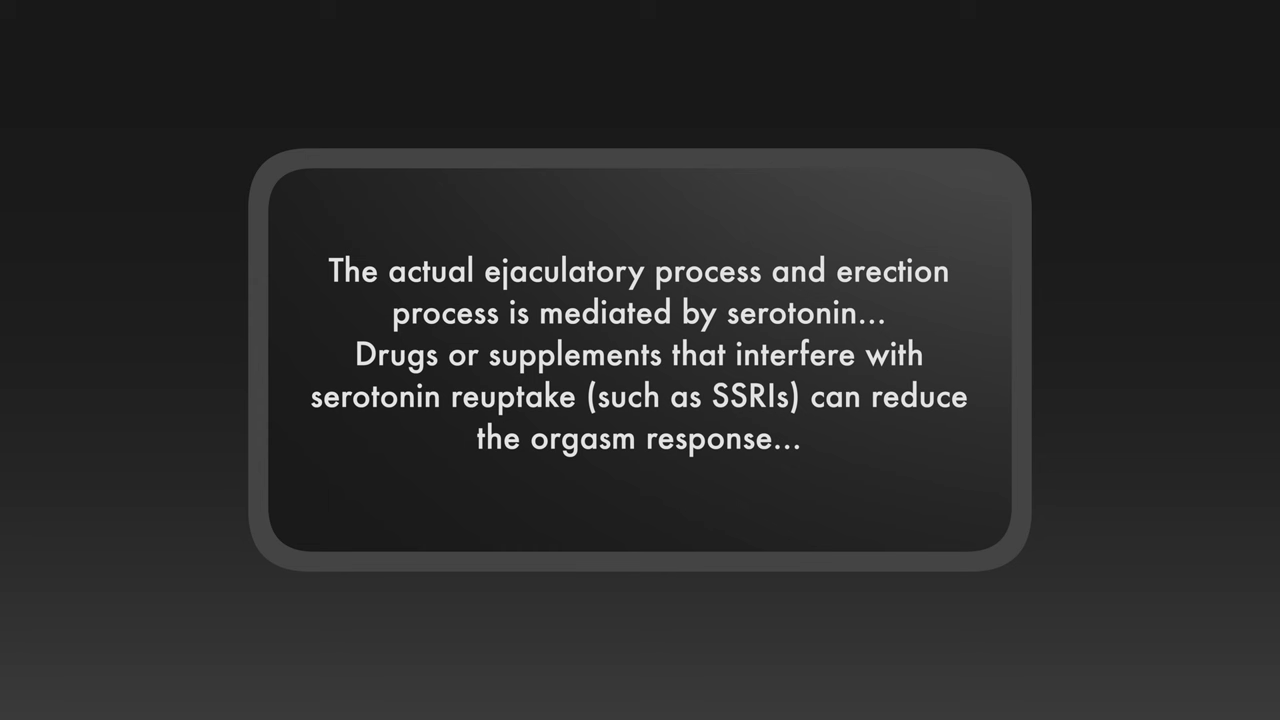 The actual ejaculatory process and erection
process is mediated by serotonin...
Drugs or supplements that interfere with
serotonin reuptake (such as SSRIs) can reduce
the orgasm response...